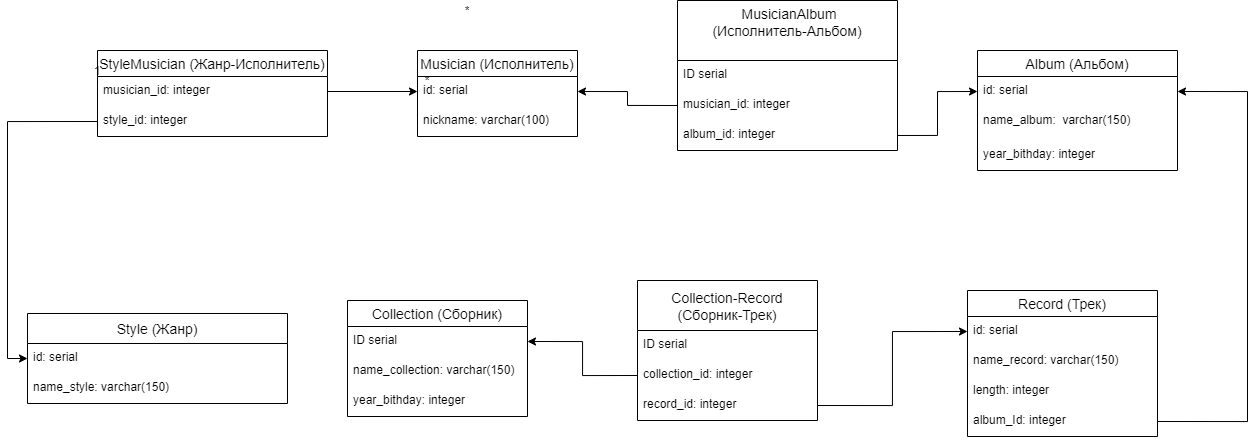 *
StyleMusician (Жанр-Исполнитель)
musician_id: integer
style_id: integer
Musician (Исполнитель)
*
id: serial
nickname: varchar(100)
MusicianAlbum
(Исполнитель-Альбом)
ID serial
musician_id: integer
album_id: integer
Album (Альбом)
id: serial
name_album: varchar(150)
year_bithday: integer
Style (Жанр)
id: serial
name_style: varchar(150)
Collection (Сборник)
ID serial
name_collection: varchar(150)
year_bithday: integer
Collection-Record
(Сборник-Трек)
ID serial
collection_id: integer
record_id: integer
Record (Трек)
id: serial
name_record: varchar(150)
length: integer
album_Id: integer